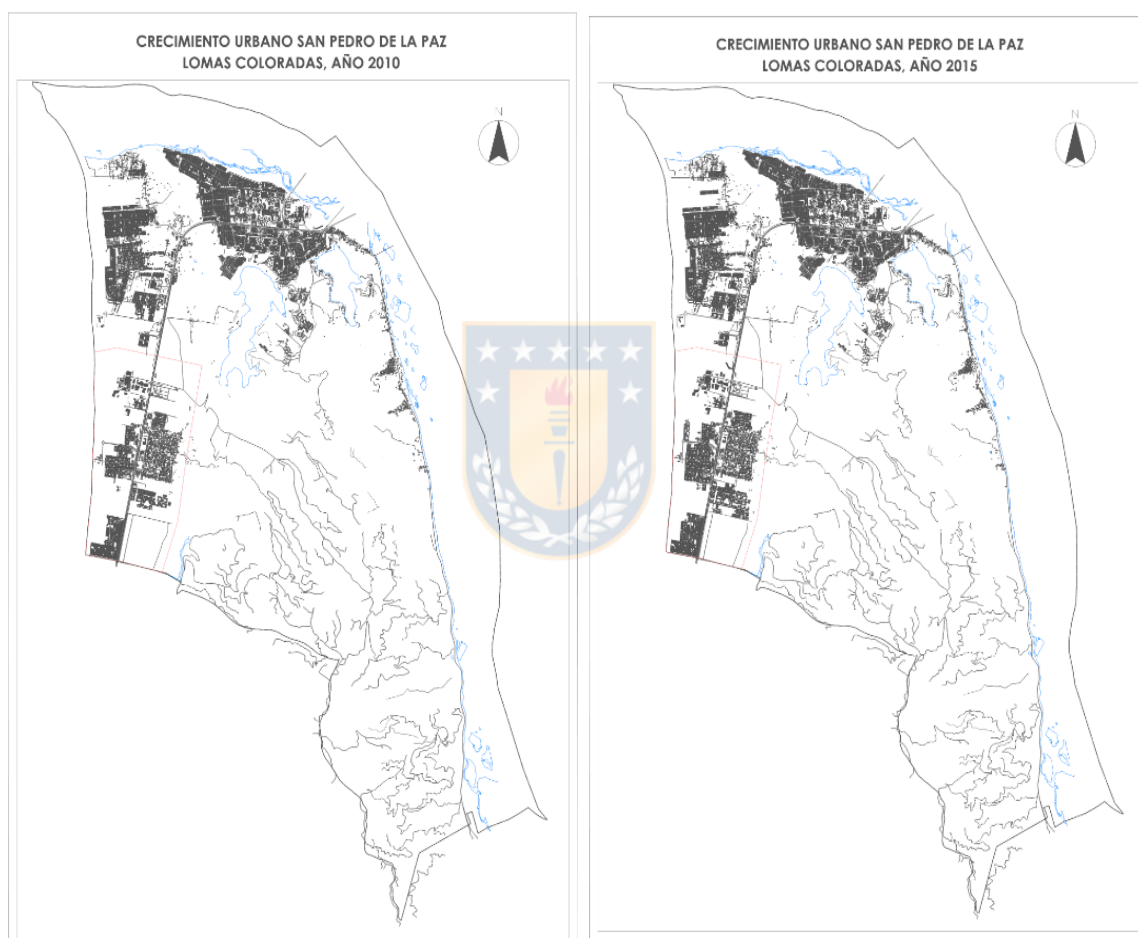 CRECIMIENTO URBANO SAN PEDRO DE LA PAZ
LOMAS COLORADAS, AÑO 2010
N
CRECIMIENTO URBANO SAN PEDRO DE LA PAZ
LOMAS COLORADAS, AÑO 2015
N